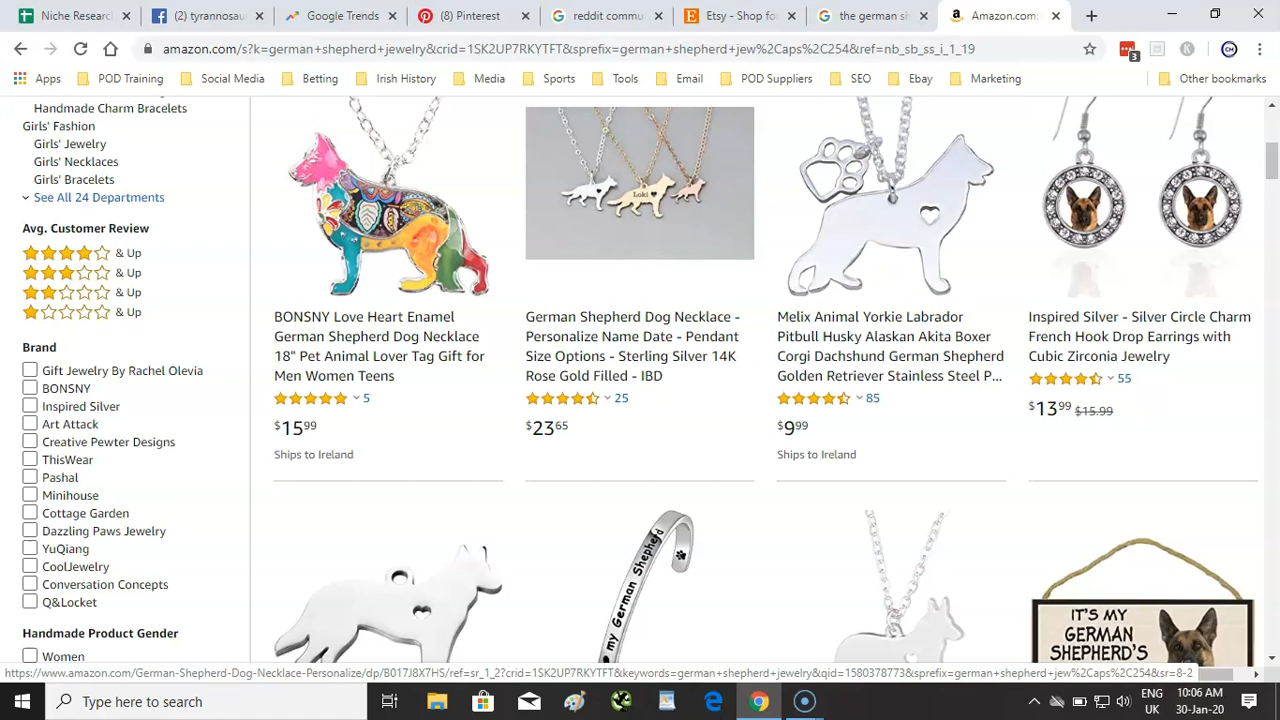 Niche Research
(2) tyrannosau
Google Trends
(8) Pinterest
reddit commu
Etsy - Shop for
the german sh
Amazon.com:
amazon.com/s?k=german+shepherd+jewelry&crid=1SK2UP7RKYTFT&sprefix=german+shepherd+jew%2Caps%2C254&ref=nb_sb_ss_i_1_19
3
K
CH
Apps POD Training Social Media Betting Irish History Media Sports Tools Email POD Suppliers SEO Ebay Marketing Other bookmarks
Handmade Charm Bracelets
Girls' Fashion
Girls' Jewelry
Girls' Necklaces
Girls' Bracelets
See All 24 Departments
Avg. Customer Review
& Up
& Up
& Up
& Up
Brand
Gift Jewelry By Rachel Olevia
BONSNY
Inspired Silver
Art Attack
Creative Pewter Designs
ThisWear
Pashal
Minihouse
Cottage Garden
Dazzling Paws Jewelry
YuQiang
CoolJewelry
Conversation Concepts
Q&Locket
Handmade Product Gender
Women
BONSNY Love Heart Enamel
German Shepherd Dog Necklace
18" Pet Animal Lover Tag Gift for
Men Women Teens
5
$15 99
Ships to Ireland
Loki
German Shepherd Dog Necklace -
Personalize Name Date - Pendant
Size Options - Sterling Silver 14K
Rose Gold Filled - IBD
25
$23 65
Melix Animal Yorkie Labrador
Pitbull Husky Alaskan Akita Boxer
Corgi Dachshund German Shepherd
Golden Retriever Stainless Steel P...
85
$9 99
Ships to Ireland
Inspired Silver - Silver Circle Charm
French Hook Drop Earrings with
Cubic Zirconia Jewelry
55
$13 99 $15.99
my German Shepherd
IT'S MY
GERMAN
SHEPHERD'S
https://www.amazon.com/German-Shepherd-Dog-Necklace-Personalize/dp/B017J8X7HS/ref=sr_1_2?crid=1SK2UP7RKYTFT&keywords=german+shepherd+jewelry&qid=1580378773&sprefix=german+shepherd+jew%2Caps%2C254&sr=8-2
Type here to search
ENG
UK
10:06 AM
30-Jan-20